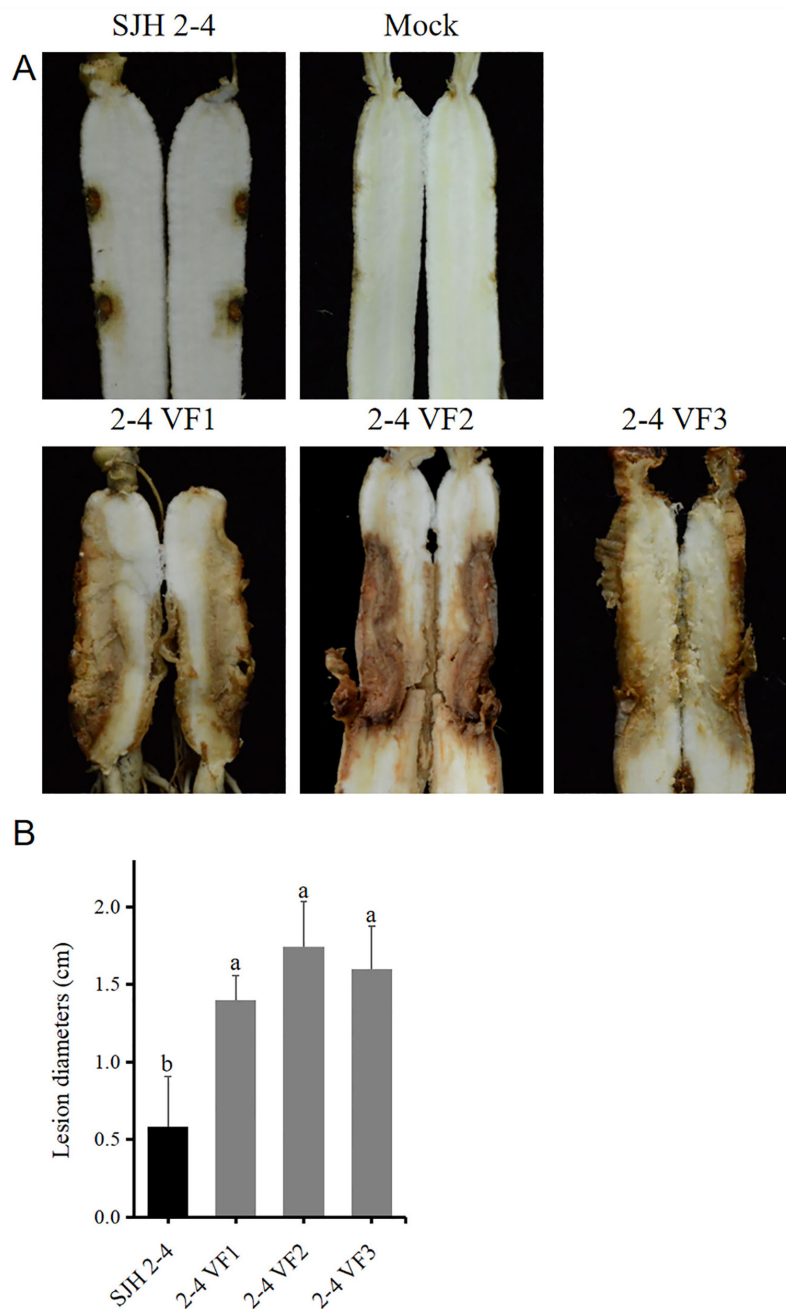 SJH 2-4 Mock
A
2-4 VF1 2-4 VF2 2-4 VF3
B
2.0
1.5
1.0
0.5
0.0
Lesion diameters (cm)
b
a
a
a
SJH 2-4
2-4 VF1
2-4 VF2
2-4 VF3